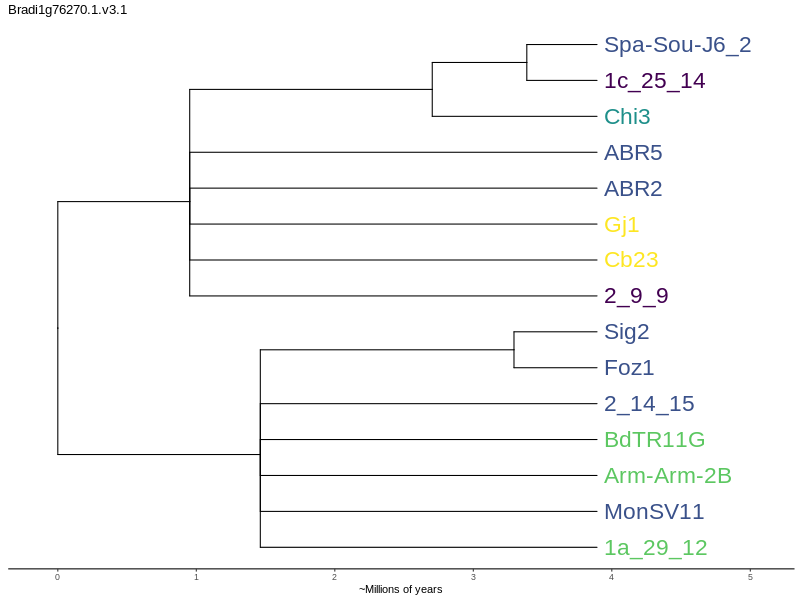 Bradi1g76270.1.v3.1
Spa-Sou-J6_2
1c_25_14
Chi3
ABR5
ABR2
Gj1
Cb23
2_9_9
Sig2
Foz1
2_14_15
BdTR11G
Arm-Arm-2B
MonSV11
1a_29_12
0 1 2 3 4 5
~Millions of years